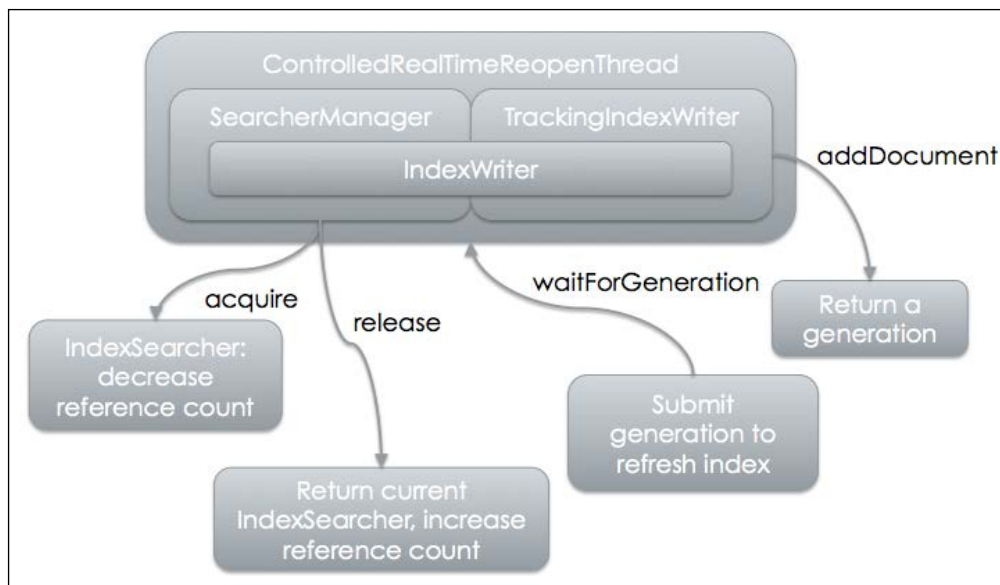 ControlledRealTimeReopenThread
SearcherManager
TrackingIndexWriter
IndexWriter
addDocument
acquire
release
waitForGeneration
Return a
generation
IndexSearcher:
decrease
reference count
Submit
generation to
refresh index
Return current
IndexSearcher, increase
reference count